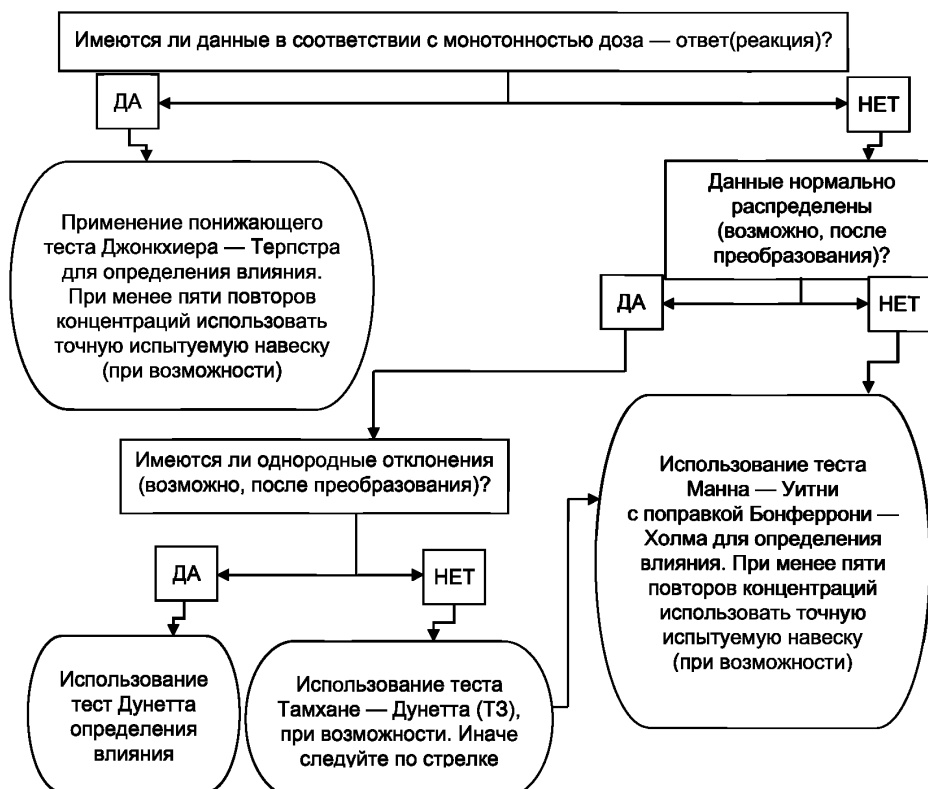 Имеются ли данные в соответствии с монотонностью доза — ответ(реакция)?
ДА
НЕТ
Применение понижающего
теста Джонкхиера — Терпстра
для определения влияния.
При менее пяти повторов
концентраций использовать
точную испытуемую навеску
(при возможности)
Данные нормально
распределены
(возможно, после
преобразования)?
ДА
НЕТ
Имеются ли однородные отклонения
(возможно, после преобразования)?
Использование теста
Манна — Уитни
с поправкой Бонферрони —
Холма для определения
влияния. При менее пяти
повторов концентраций
использовать точную
испытуемую навеску
(при возможности)
ДА
НЕТ
Использование
тест Дунетта
определения
влияния
Использование теста
Тамхане — Дунетта (Т3),
при возможности. Иначе
следуйте по стрелке